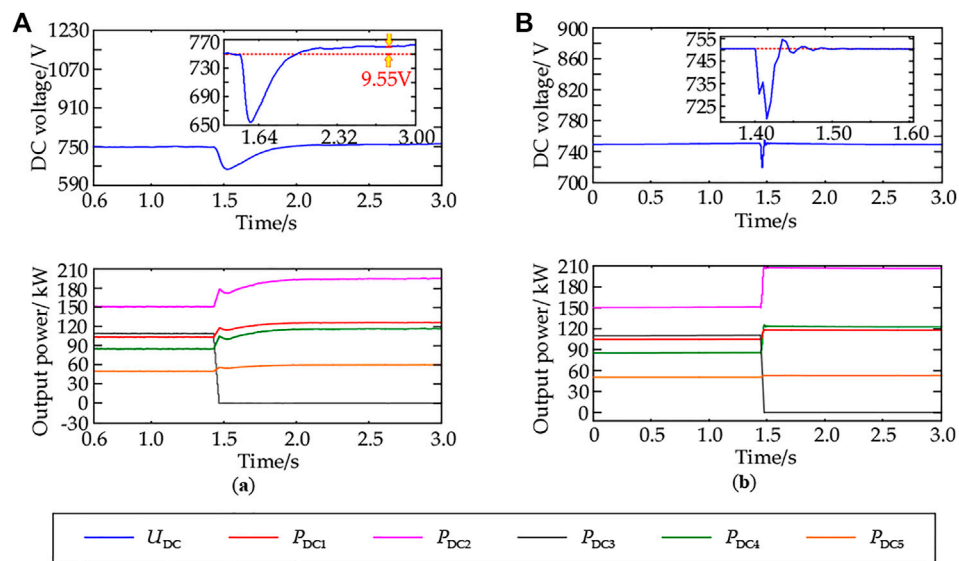 A
DC voltage/ V
1230
1070
910
750
590
770
730
690
650
9.55V
1.64 2.32 3.00
0.6 1.0 1.5 2.0 2.5 3.0
Time/s
Output power/ kW
210
180
150
120
90
60
30
0
-30
0.6 1.0 1.5 2.0 2.5 3.0
Time/s
(a)
B
DC voltage/ V
900
860
820
780
740
700
755
745
735
725
1.40 1.50 1.60
0 0.5 1.0 1.5 2.0 2.5 3.0
Time/s
Output power/ kW
210
180
150
120
90
60
30
0
0 0.5 1.0 1.5 2.0 2.5 3.0
Time/s
(b)
U_DC P_DC1 P_DC2 P_DC3 P_DC4 P_DC5